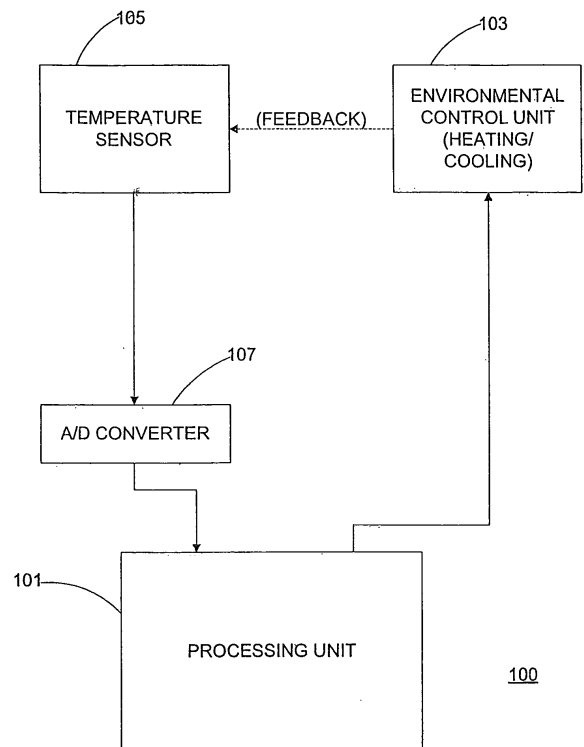 105
103
TEMPERATURE
SENSOR
(FEEDBACK)
ENVIRONMENTAL
CONTROL UNIT
(HEATING/
COOLING)
107
A/D CONVERTER
101
PROCESSING UNIT
100